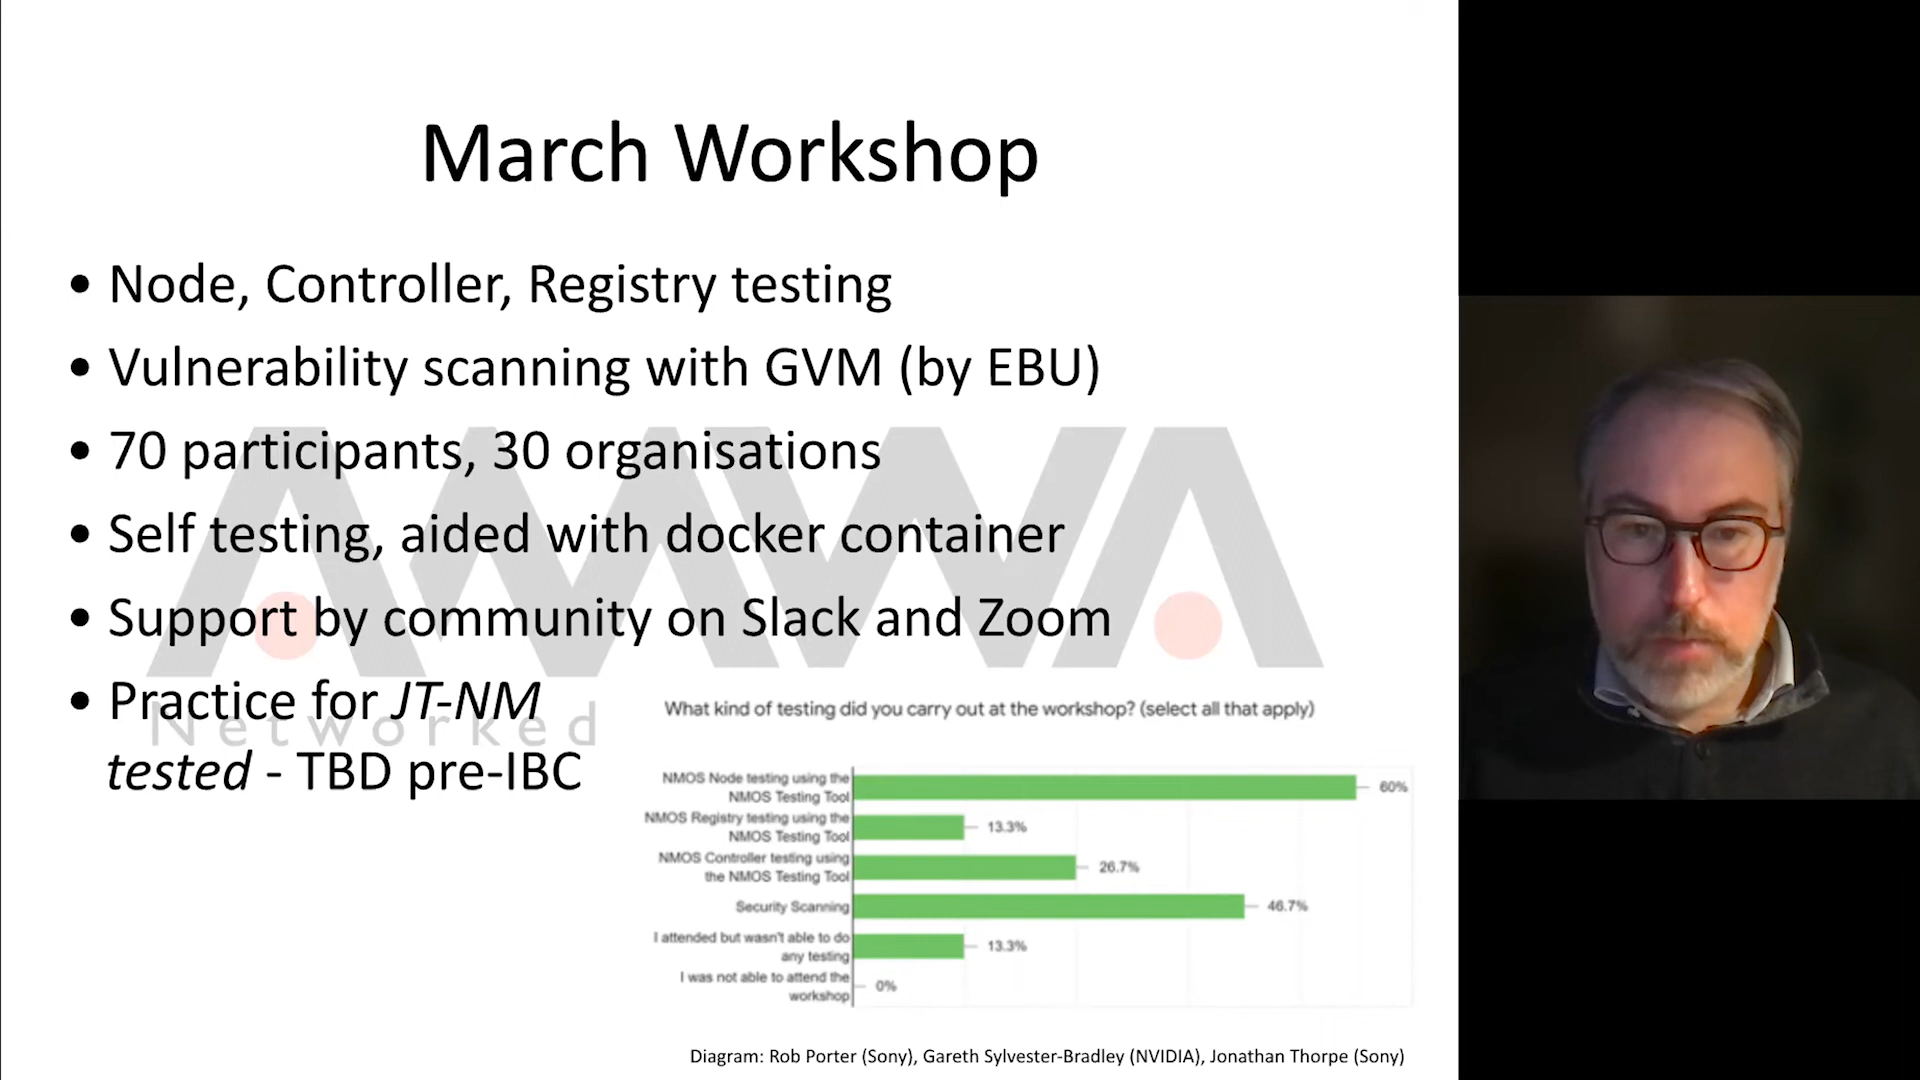 March Workshop
• Node, Controller, Registry testing
• Vulnerability scanning with GVM (by EBU)
• 70 participants, 30 organisations
• Self testing, aided with docker container
• Support by community on Slack and Zoom
• Practice for JT-NM
tested - TBD pre-IBC
AMWA
Networked
What kind of testing did you carry out at the workshop? (select all that apply)
NMOS Node testing using the
NMOS Testing Tool
60%
NMOS Registry testing using the
NMOS Testing Tool
13.3%
NMOS Controller testing using
the NMOS Testing Tool
26.7%
Security Scanning
46.7%
I attended but wasn't able to do
any testing
13.3%
I was not able to attend the
workshop
0%
Diagram: Rob Porter (Sony), Gareth Sylvester-Bradley (NVIDIA), Jonathan Thorpe (Sony)